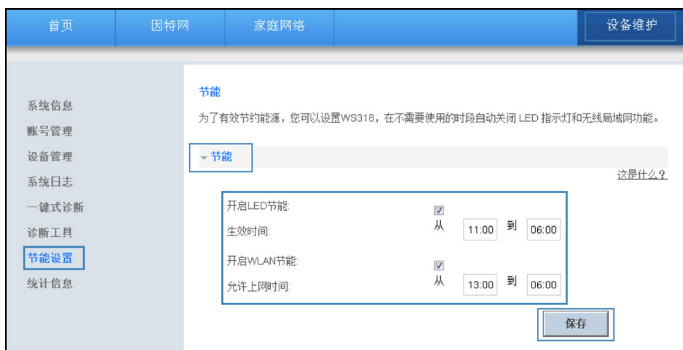 首页 因特网 家庭网络 设备维护
系统信息
账号管理
设备管理
系统日志
一键式诊断
诊断工具
节能设置
统计信息
节能
为了有效节约能源，您可以设置WS318，在不需要使用的时段自动关闭 LED 指示灯和无线局域网功能。
节能
这是什么？
开启LED节能:
生效时间: 从 11:00 到 06:00
开启WLAN节能:
允许上网时间: 从 13:00 到 06:00
保存